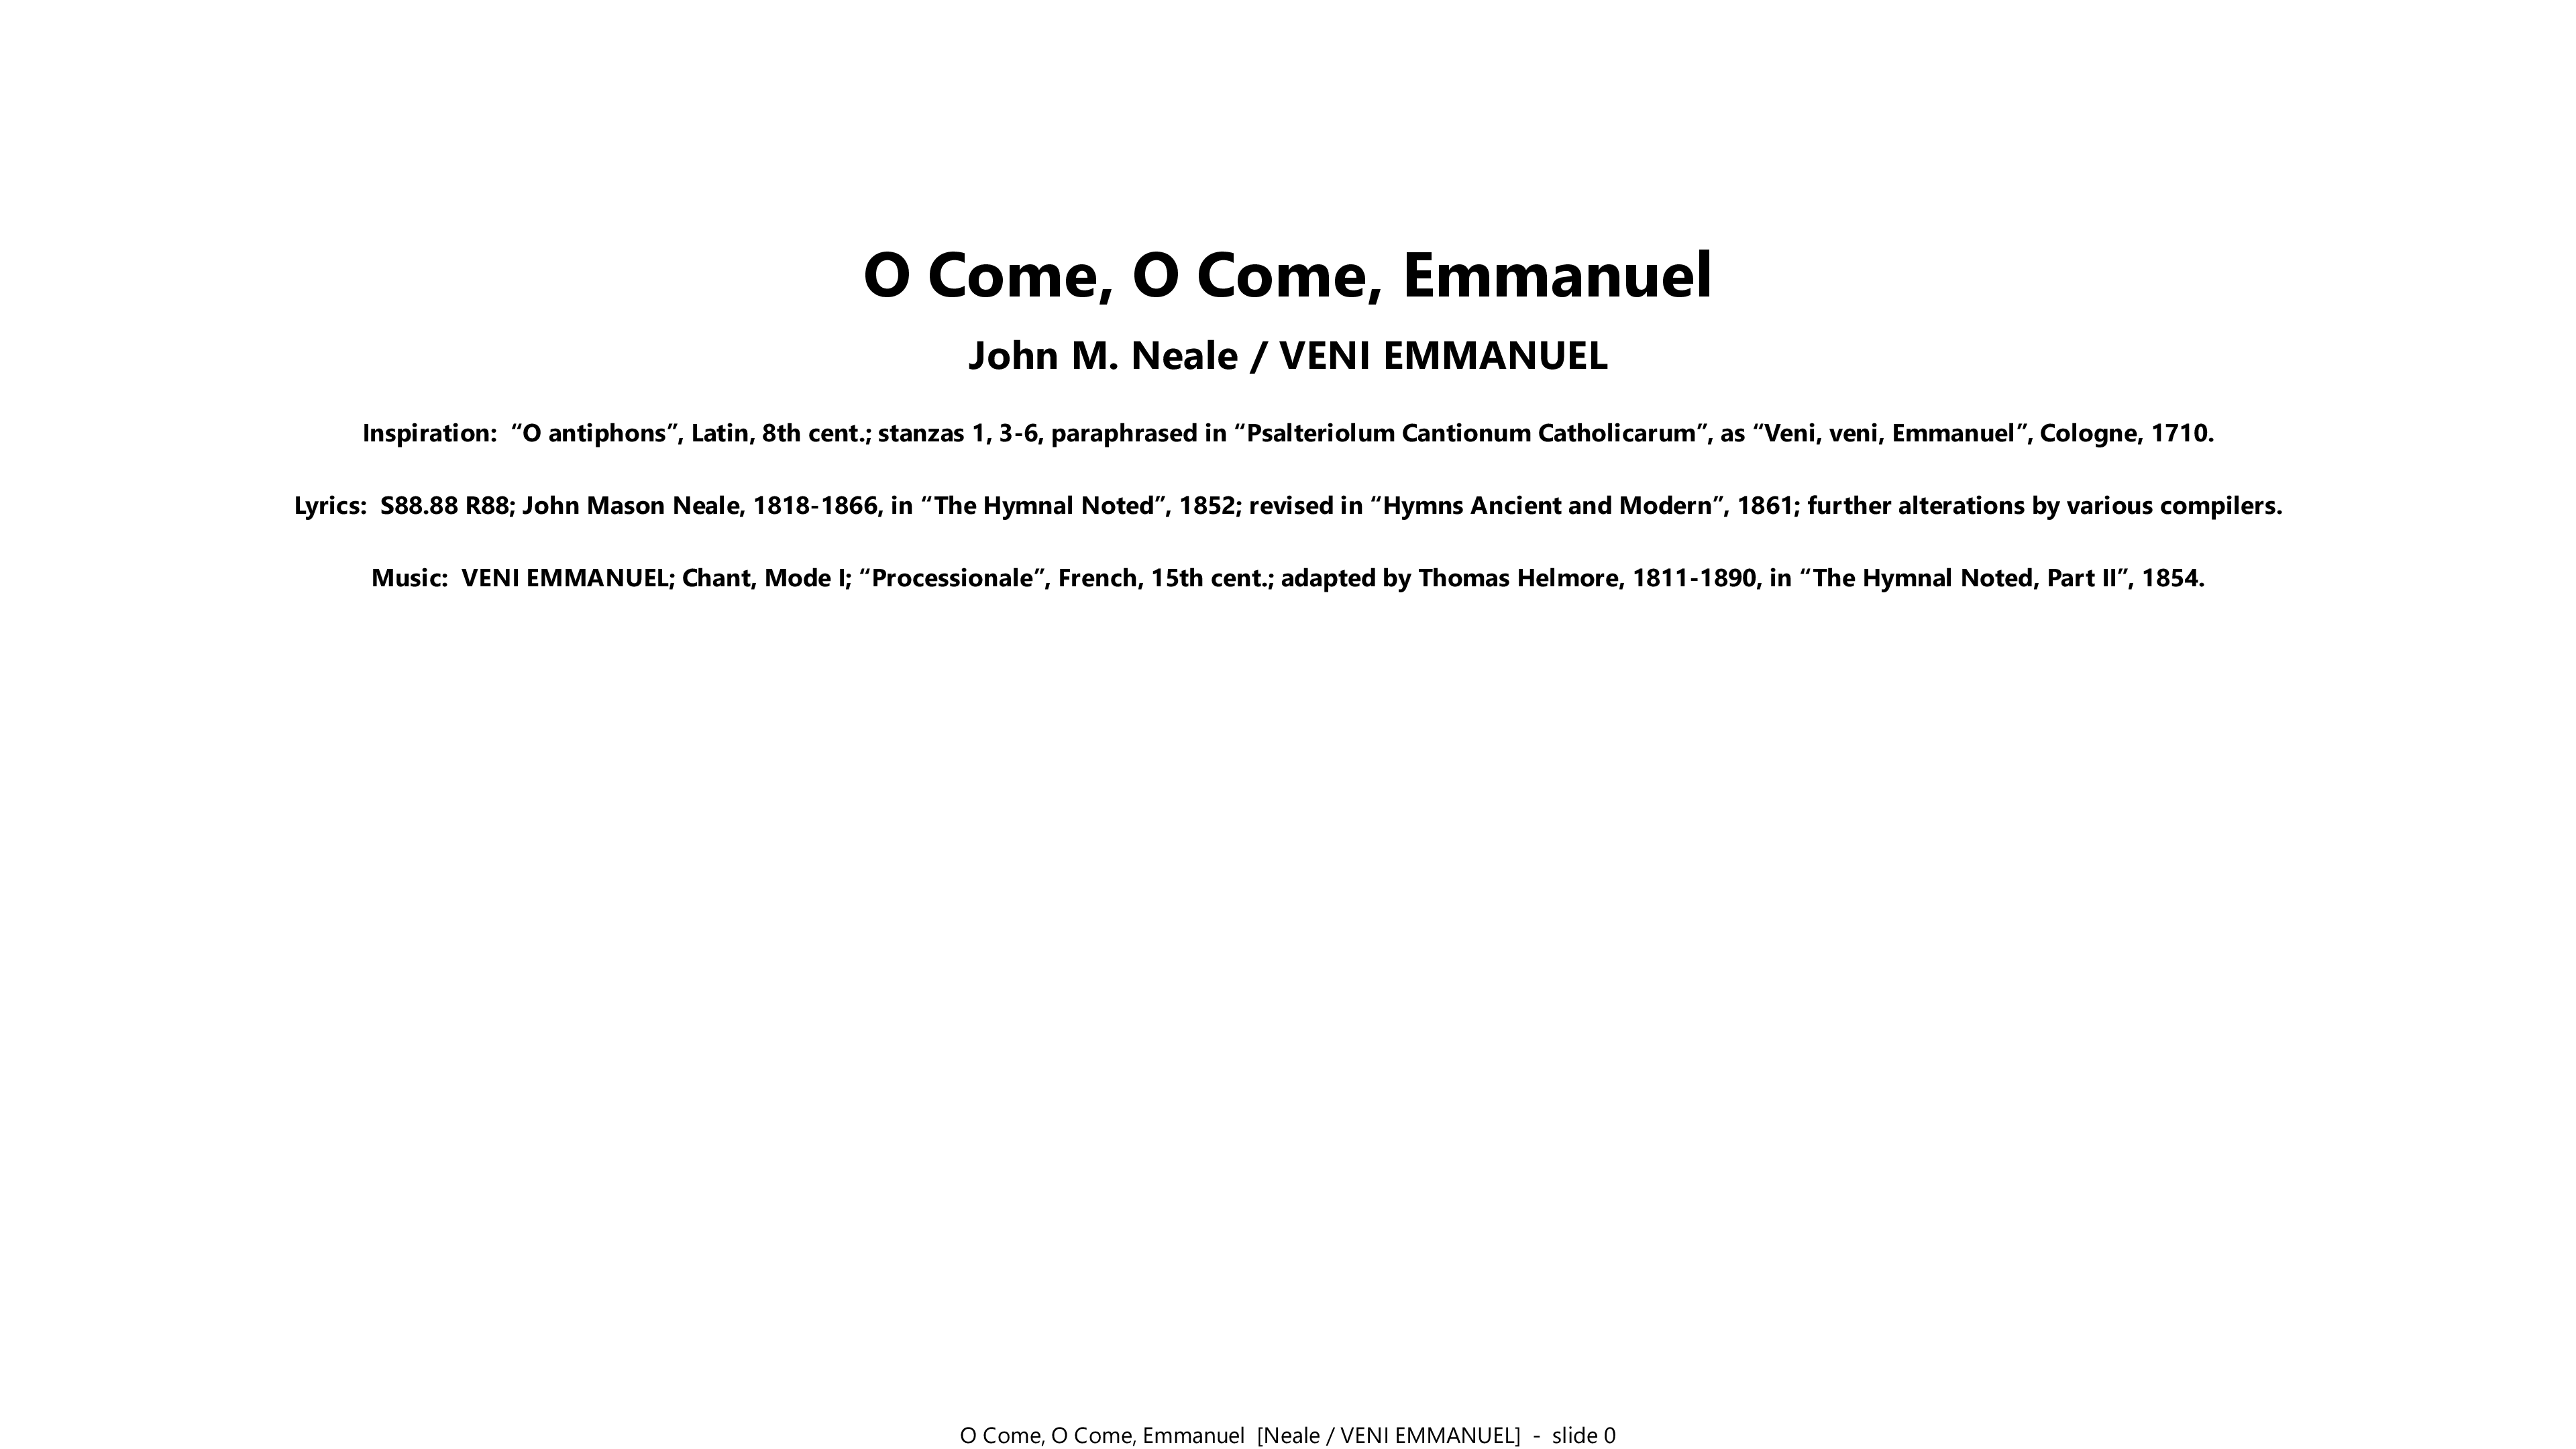 O Come, O Come, Emmanuel
John M. Neale / VENI EMMANUEL
Inspiration:  “O antiphons”, Latin, 8th cent.; stanzas 1, 3-6, paraphrased in “Psalteriolum Cantionum Catholicarum”, as “Veni, veni, Emmanuel”, Cologne, 1710.
Lyrics:  S88.88 R88; John Mason Neale, 1818-1866, in “The Hymnal Noted”, 1852; revised in “Hymns Ancient and Modern”, 1861; further alterations by various compilers.
Music:  VENI EMMANUEL; Chant, Mode I; “Processionale”, French, 15th cent.; adapted by Thomas Helmore, 1811-1890, in “The Hymnal Noted, Part II”, 1854.
O Come, O Come, Emmanuel  [Neale / VENI EMMANUEL]  -  slide 0